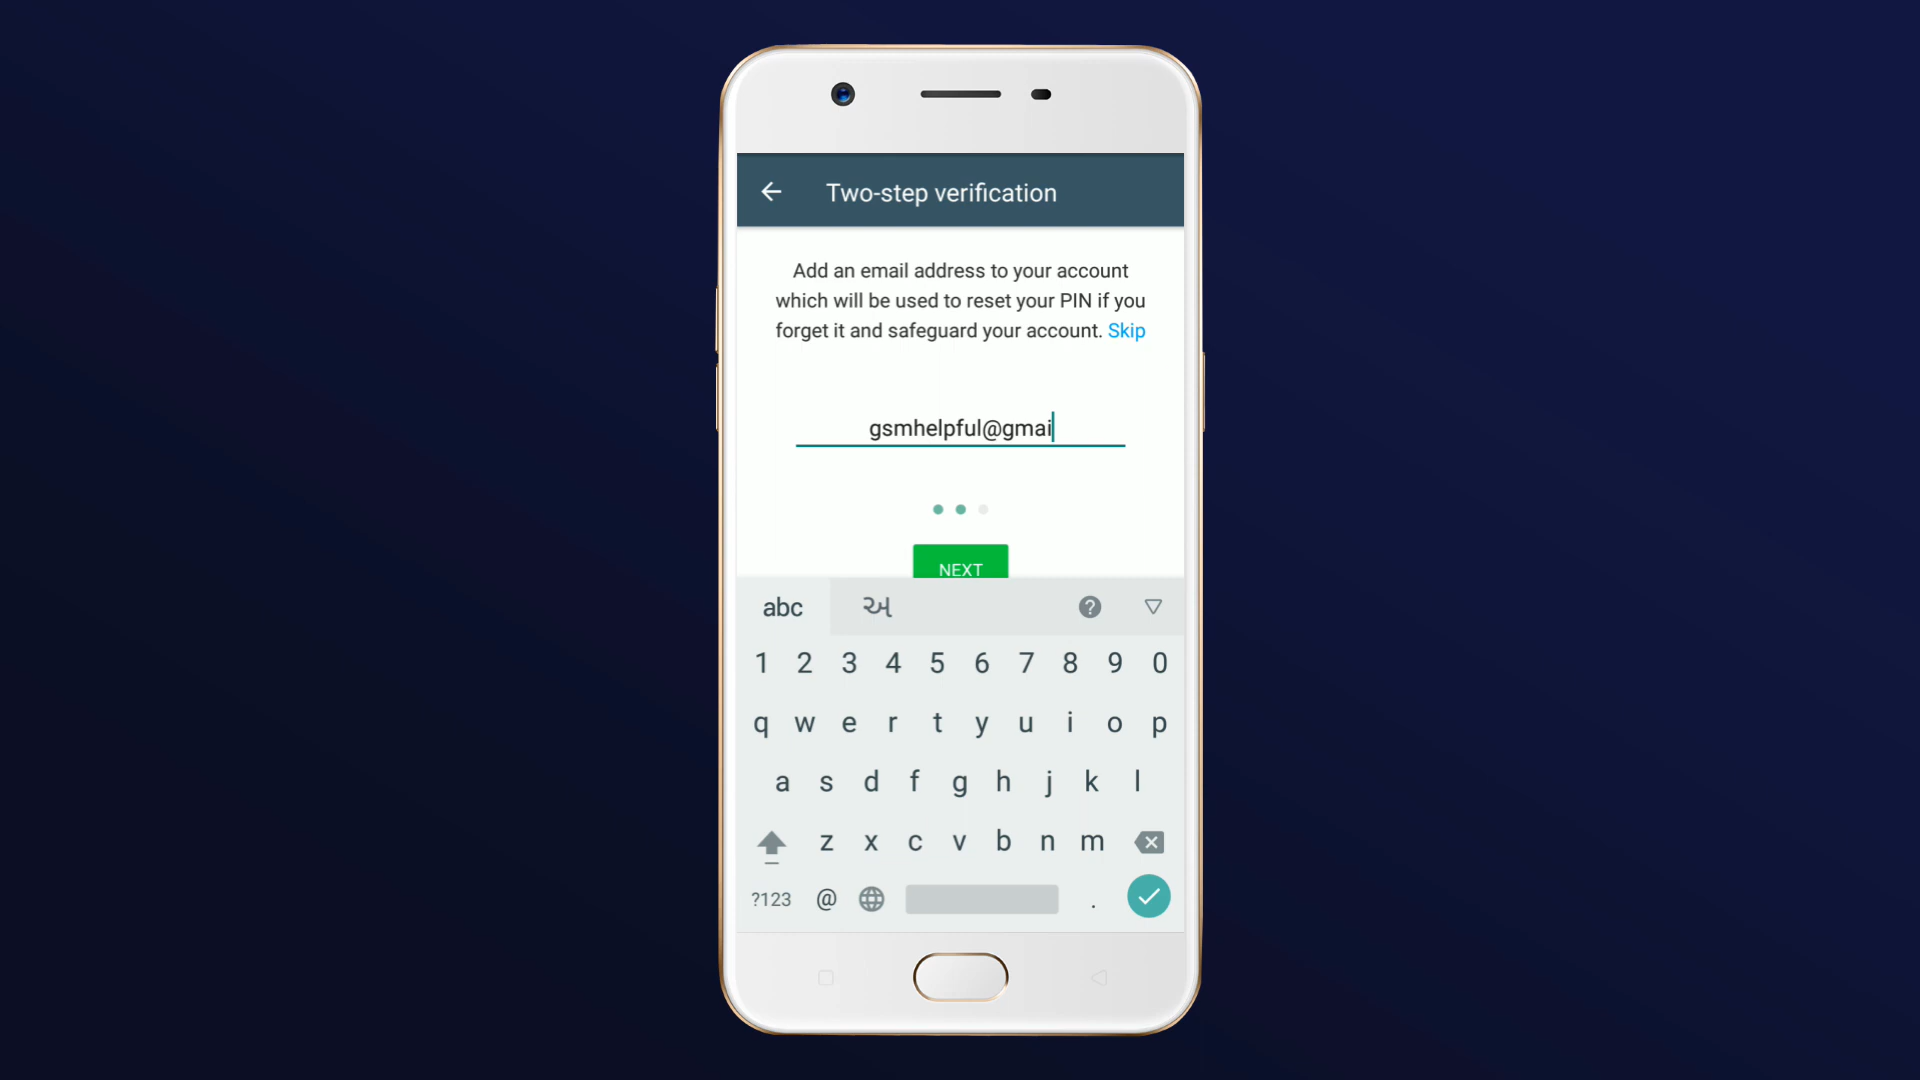 Two-step verification
Add an email address to your account
which will be used to reset your PIN if you
forget it and safeguard your account. Skip
gsmhelpful@gmai
NEXT
abc અ
1 2 3 4 5 6 7 8 9 0
q w e r t y u i o p
a s d f g h j k l
z x c v b n m
?123 @ .